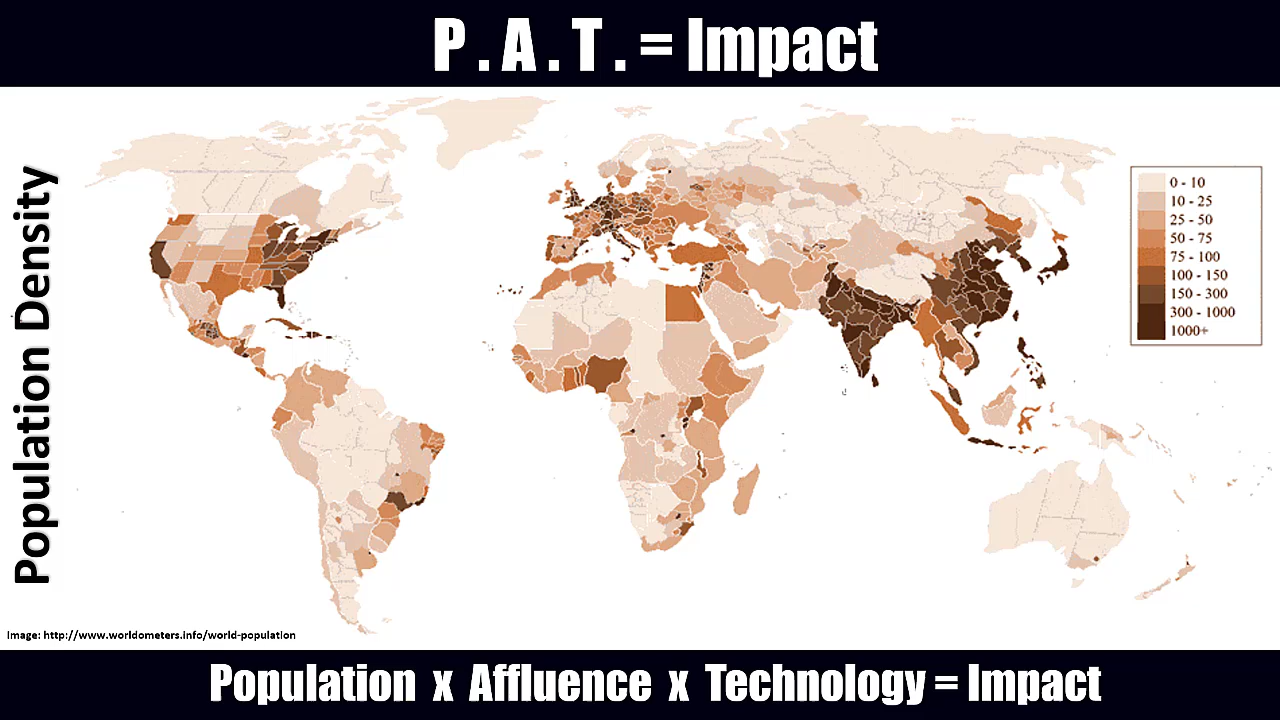 P . A . T . = Impact
Population Density
0 - 10
10 - 25
25 - 50
50 - 75
75 - 100
100 - 150
150 - 300
300 - 1000
1000+
Image: http://www.worldometers.info/world-population
Population x Affluence x Technology = Impact